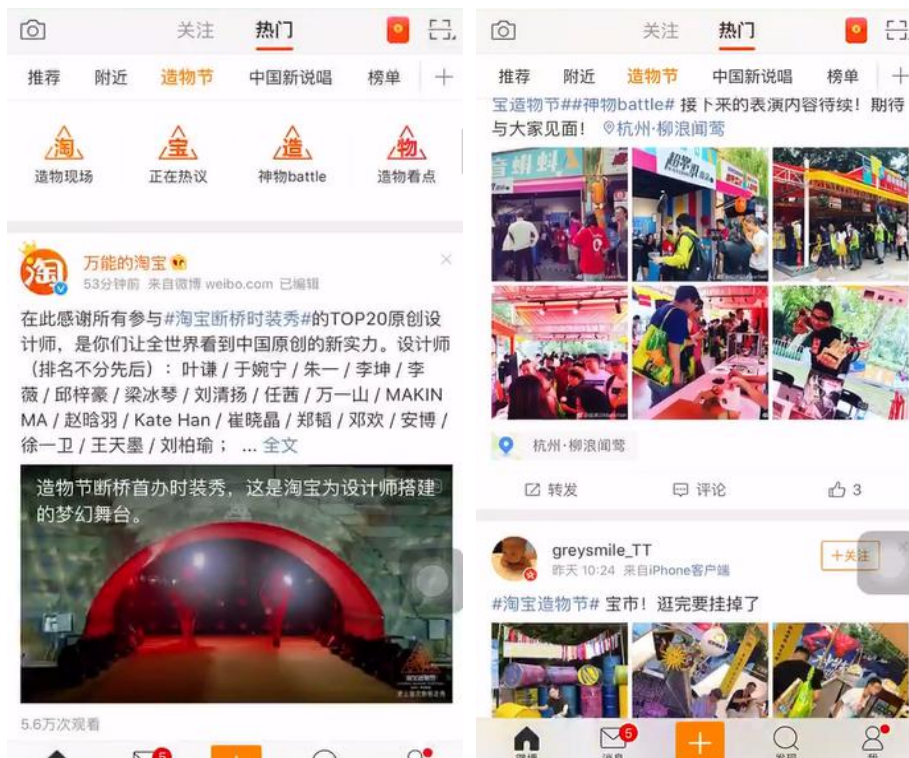 关注
热门
推荐
附近
造物节
中国新说唱
榜单
淘
宝
造
物
造物现场
正在热议
神物battle
造物看点
淘
万能的淘宝
53分钟前 来自微博 weibo.com 已编辑
在此感谢所有参与#淘宝断桥时装秀#的TOP20原创设
计师，是你们让全世界看到中国原创的新实力。设计师
（排名不分先后）：叶谦 / 于婉宁 / 朱一 / 李坤 / 李
薇 / 邱梓豪 / 梁冰琴 / 刘清扬 / 任茜 / 万一山 / MAKIN
MA / 赵晗羽 / Kate Han / 崔晓晶 / 郑韬 / 邓欢 / 安博 /
徐一卫 / 王天墨 / 刘柏瑜 ； ... 全文
造物节断桥首办时装秀，这是淘宝为设计师搭建
的梦幻舞台。
5.6万次观看
5
关注
热门
推荐
附近
造物节
中国新说唱
榜单
宝造物节##神物battle# 接下来的表演内容待续！期待
与大家见面！ 杭州·柳浪闻莺
杭州·柳浪闻莺
转发
评论
3
greysmile_TT
昨天 10:24 来自iPhone客户端
+关注
#淘宝造物节# 宝市！逛完要挂掉了
5
微博
消息
发现
我